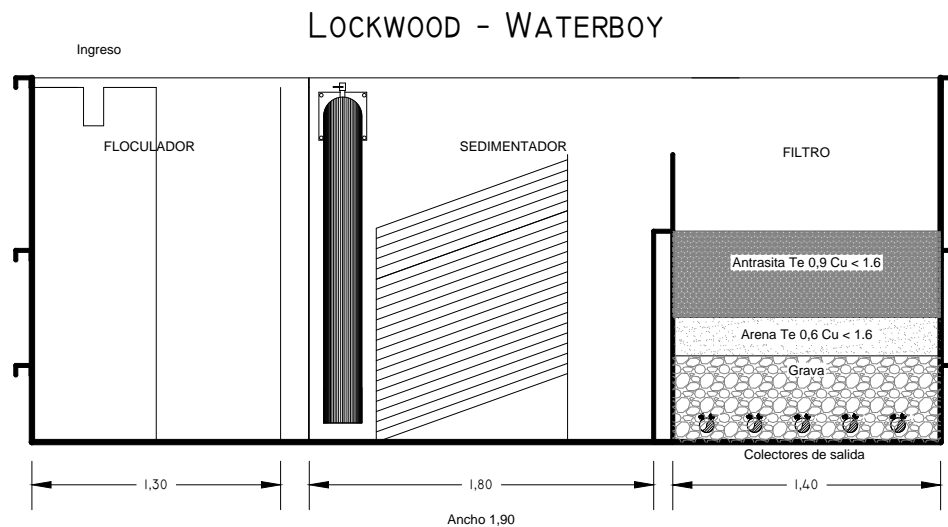 LOCKWOOD - WATERBOY
Ingreso
FLOCULADOR
SEDIMENTADOR
FILTRO
Antrasita Te 0,9 Cu < 1.6
Arena Te 0,6 Cu < 1.6
Grava
Colectores de salida
1,30
1,80
1,40
Ancho 1,90